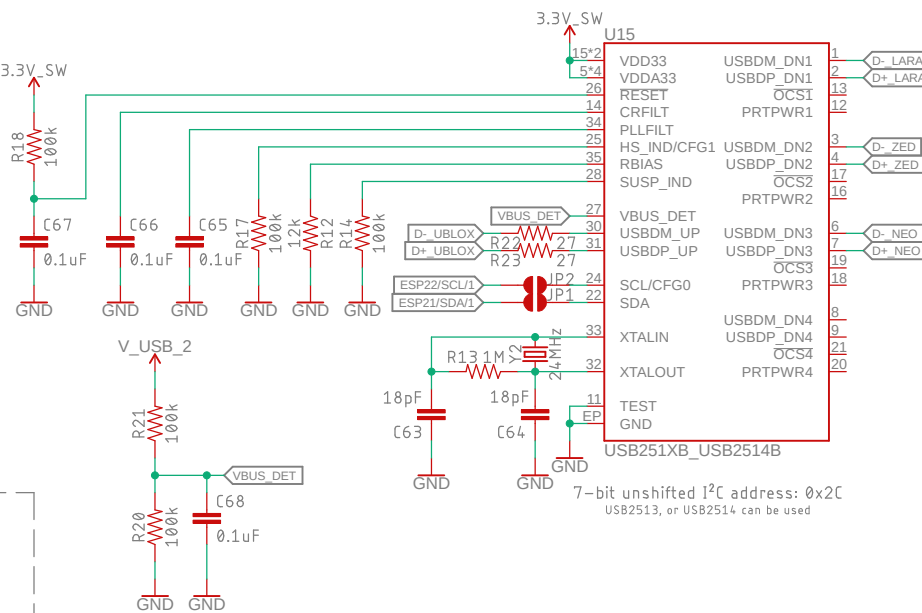 3.3V_SW
U15
3.3V_SW
15*2
VDD33
USBDM_DN1
1
D-_LARA
5*4
VDDA33
USBDP_DN1
2
D+_LARA
26
RESET
OCS1
13
14
CRFILT
PRTPWR1
12
34
PLLFILT
25
HS_IND/CFG1
USBDM_DN2
3
D-_ZED
35
RBIAS
USBDP_DN2
4
D+_ZED
28
SUSP_IND
OCS2
17
PRTPWR2
16
R18
100k
VBUS_DET
27
VBUS_DET
D-_UBLOX
R22
27
30
USBDM_UP
USBDM_DN3
6
D-_NEO
D+_UBLOX
R23
27
31
USBDP_UP
USBDP_DN3
7
D+_NEO
OCS3
19
C67
0.1uF
C66
0.1uF
C65
0.1uF
R17
100k
12k
R12
R14
100k
ESP22/SCL/1
JP2
24
SCL/CFG0
PRTPWR3
18
ESP21/SDA/1
JP1
22
SDA
GND
GND
GND
GND
GND
GND
USBDM_DN4
8
33
XTALIN
USBDP_DN4
9
OCS4
21
R13
1M
Y2
24MHz
32
XTALOUT
PRTPWR4
20
18pF
C63
18pF
C64
11
TEST
EP
GND
GND
GND
GND
USB251XB_USB2514B
7-bit unshifted I²C address: 0x2C
USB2513, or USB2514 can be used
V_USB_2
R21
100k
VBUS_DET
R20
100k
C68
0.1uF
GND
GND